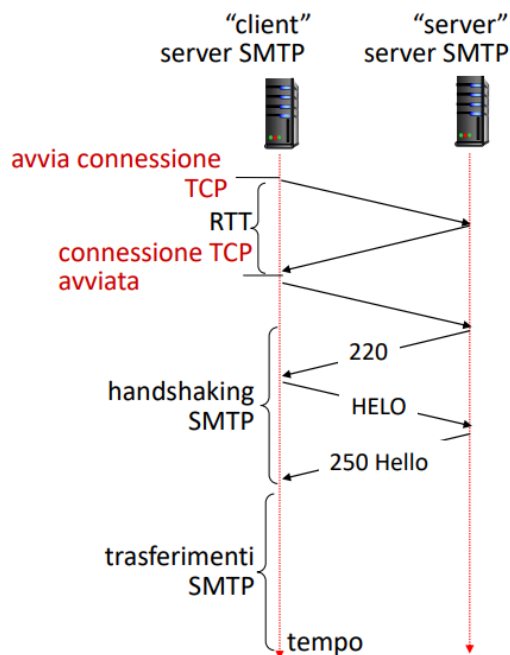 “client”
server SMTP
“server”
server SMTP
avvia connessione
TCP
RTT
connessione TCP
avviata
220
handshaking
SMTP
HELO
250 Hello
trasferimenti
SMTP
tempo